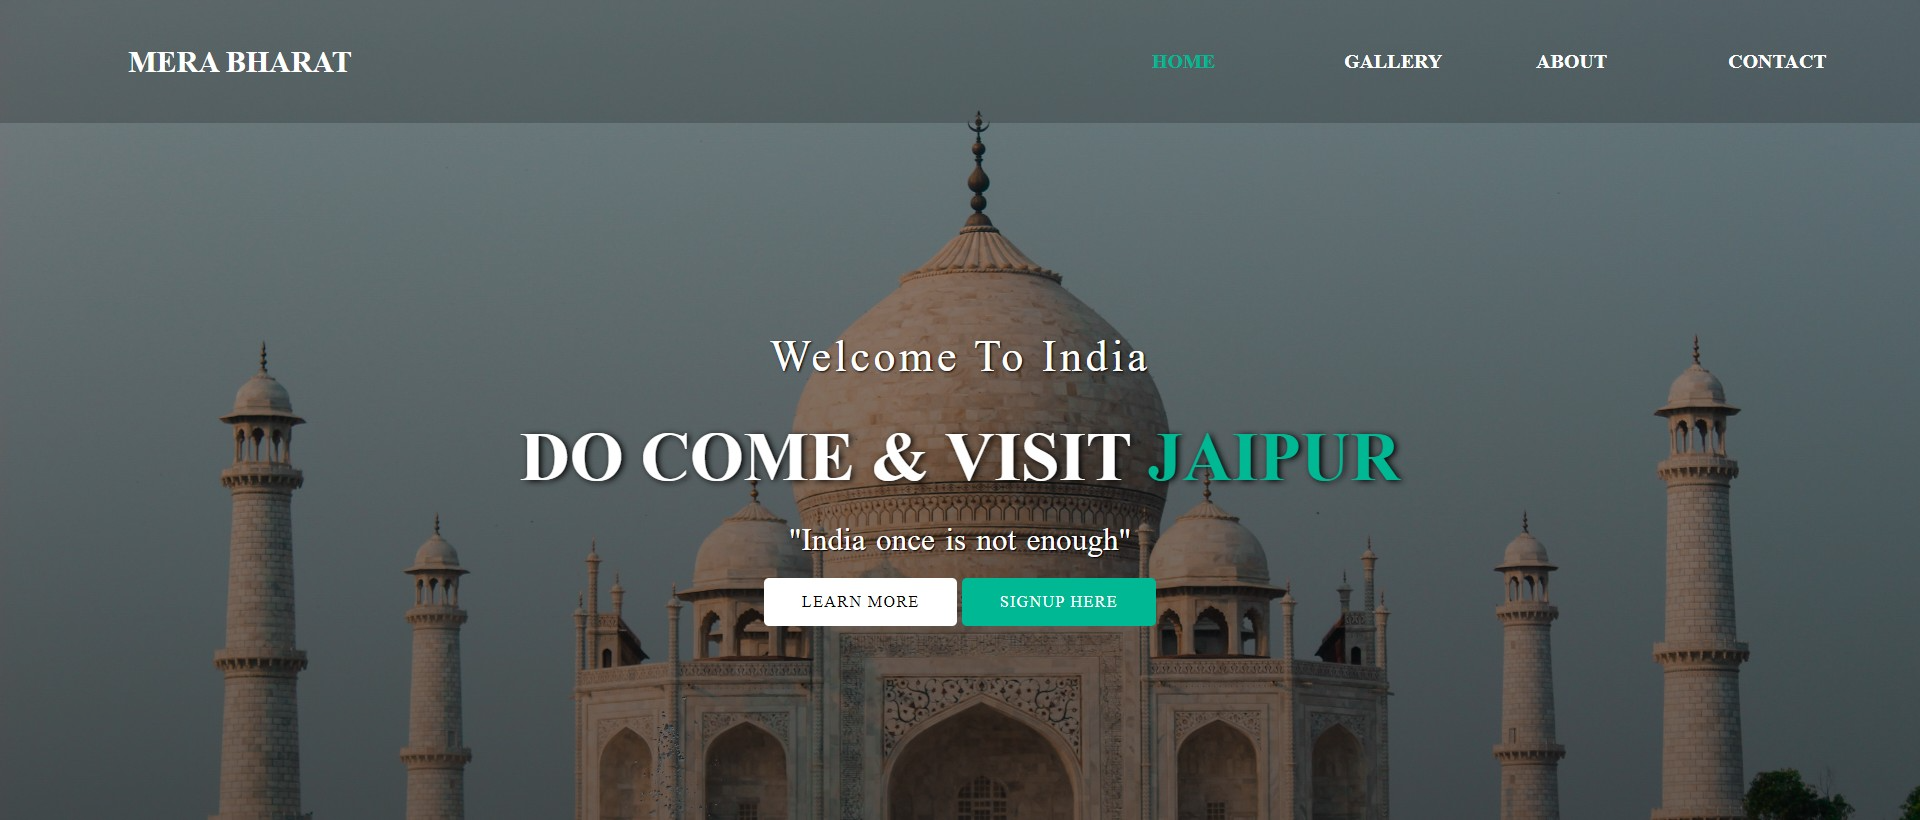 MERA BHARAT
HOME GALLERY ABOUT CONTACT
Welcome To India
DO COME & VISIT JAIPUR
"India once is not enough"
LEARN MORE SIGNUP HERE